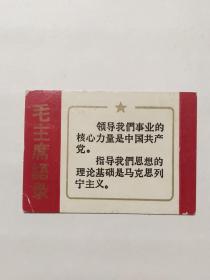 毛主席語录
領导我們事业的
核心力量是中国共产
党。
指导我們思想的
理论基础是马克思列
宁主义。